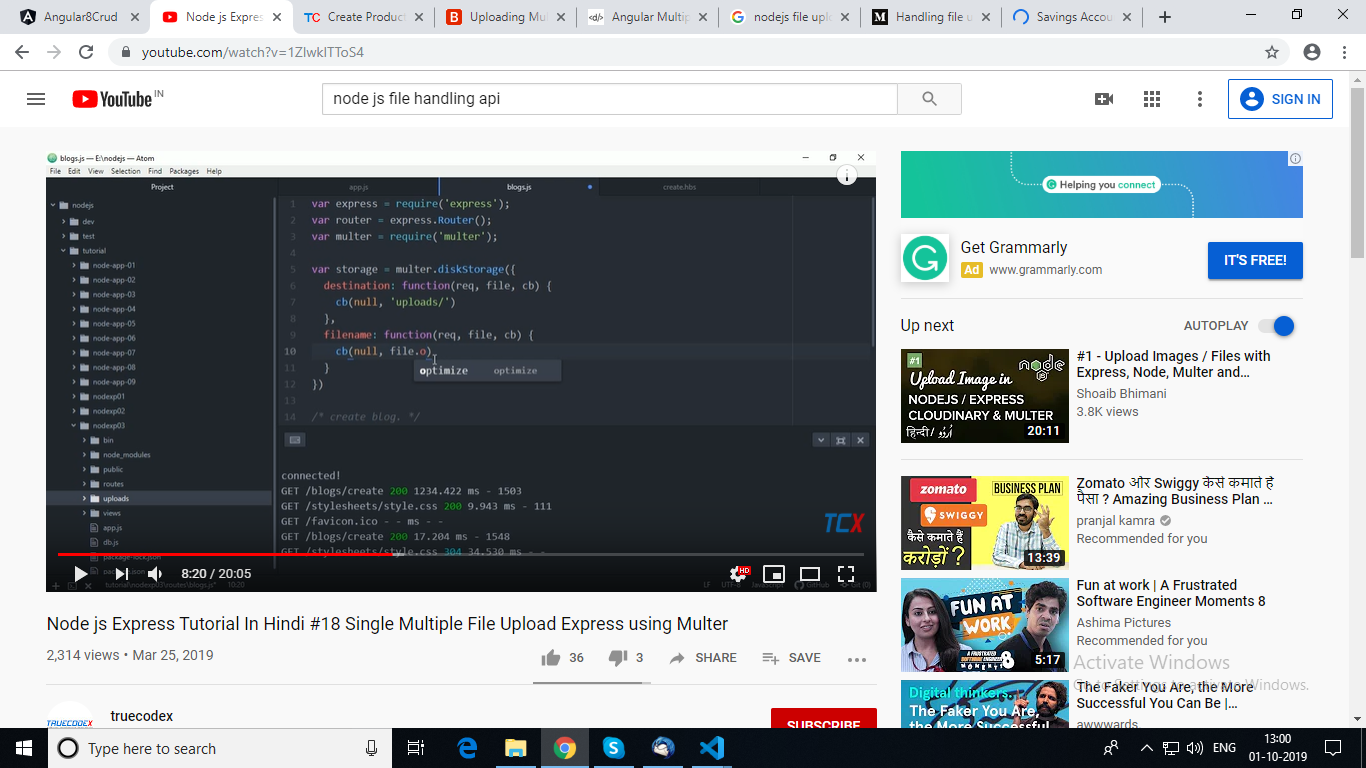 Angular8Crud
Node js Expres
Create Product
Uploading Mul
Angular Multip
nodejs file uplo
Handling file u
Savings Accou
youtube.com/watch?v=1ZIwkITToS4
YouTube IN
node js file handling api
SIGN IN
blogs.js — E:\nodejs — Atom
File Edit View Selection Find Packages Help
Project
app.js
blogs.js
create.hbs
nodejs
dev
test
tutorial
node-app-01
node-app-02
node-app-03
node-app-04
node-app-05
node-app-06
node-app-07
node-app-08
node-app-09
nodexp01
nodexp02
nodexp03
bin
node_modules
public
routes
uploads
views
app.js
db.js
package-lock.json
1 var express = require('express');
2 var router = express.Router();
3 var multer = require('multer');
4
5 var storage = multer.diskStorage({
6 destination: function(req, file, cb) {
7 cb(null, 'uploads/')
8 },
9 filename: function(req, file, cb) {
10 cb(null, file.o)
optimize optimize
11 }
12 })
13
14 /* create blog. */
connected!
GET /blogs/create 200 1234.422 ms - 1503
GET /stylesheets/style.css 200 9.943 ms - 111
GET /favicon.ico - - ms - -
GET /blogs/create 200 17.204 ms - 1548
GET /stylesheets/style.css 304 34.530 ms - -
TCX
8:20 / 20:05
HD
Node js Express Tutorial In Hindi #18 Single Multiple File Upload Express using Multer
2,314 views • Mar 25, 2019
36
3
SHARE
SAVE
TRUECODEX
truecodex
SUBSCRIBE
Helping you connect
Get Grammarly
Ad www.grammarly.com
IT'S FREE!
Up next
AUTOPLAY
#1
Upload Image in
node
NODEJS / EXPRESS
CLOUDINARY & MULTER
हिन्दी / اُردُو
20:11
#1 - Upload Images / Files with
Express, Node, Multer and...
Shoaib Bhimani
3.8K views
zomato
BUSINESS PLAN
SWIGGY
कैसे कमाते हैं
करोड़ों ?
13:39
Zomato और Swiggy कैसे कमाते है
पैसा ? Amazing Business Plan ...
pranjal kamra
Recommended for you
FUN AT
WORK
A FRUSTRATED
SOFTWARE ENGINEER
MOMENTS 8
5:17
Fun at work | A Frustrated
Software Engineer Moments 8
Ashima Pictures
Recommended for you
Activate Windows
Go to Settings to activate Windows.
Digital thinkers.
The Faker You Are,
the More Successful
The Faker You Are, the More
Successful You Can Be |...
awwwards.
Type here to search
ENG
13:00
01-10-2019